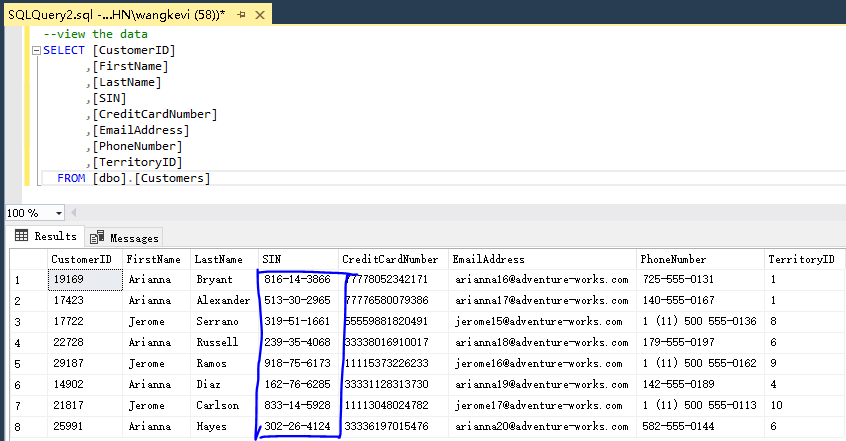 SQLQuery2.sql -...HN\wangkevi (58))*
--view the data
SELECT [CustomerID]
,[FirstName]
,[LastName]
,[SIN]
,[CreditCardNumber]
,[EmailAddress]
,[PhoneNumber]
,[TerritoryID]
FROM [dbo].[Customers]
100 %
Results Messages
CustomerID FirstName LastName SIN CreditCardNumber EmailAddress PhoneNumber TerritoryID
1 19169 Arianna Bryant 816-14-3866 77778052342171 arianna16@adventure-works.com 725-555-0131 1
2 17423 Arianna Alexander 513-30-2965 77776580079386 arianna17@adventure-works.com 140-555-0167 1
3 17722 Jerome Serrano 319-51-1661 55559881820491 jerome15@adventure-works.com 1 (11) 500 555-0136 8
4 22728 Arianna Russell 239-35-4068 33338016910017 arianna18@adventure-works.com 179-555-0197 6
5 29187 Jerome Ramos 918-75-6173 11115373226233 jerome16@adventure-works.com 1 (11) 500 555-0162 9
6 14902 Arianna Diaz 162-76-6285 33331128313730 arianna19@adventure-works.com 142-555-0189 4
7 21817 Jerome Carlson 833-14-5928 11113048024782 jerome17@adventure-works.com 1 (11) 500 555-0113 10
8 25991 Arianna Hayes 302-26-4124 33336197015476 arianna20@adventure-works.com 582-555-0144 6